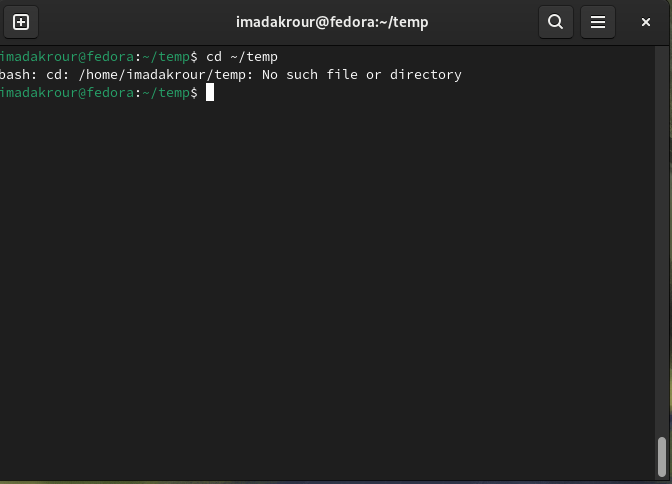 imadakrour@fedora:~/temp
imadakrour@fedora:~/temp$ cd ~/temp
bash: cd: /home/imadakrour/temp: No such file or directory
imadakrour@fedora:~/temp$